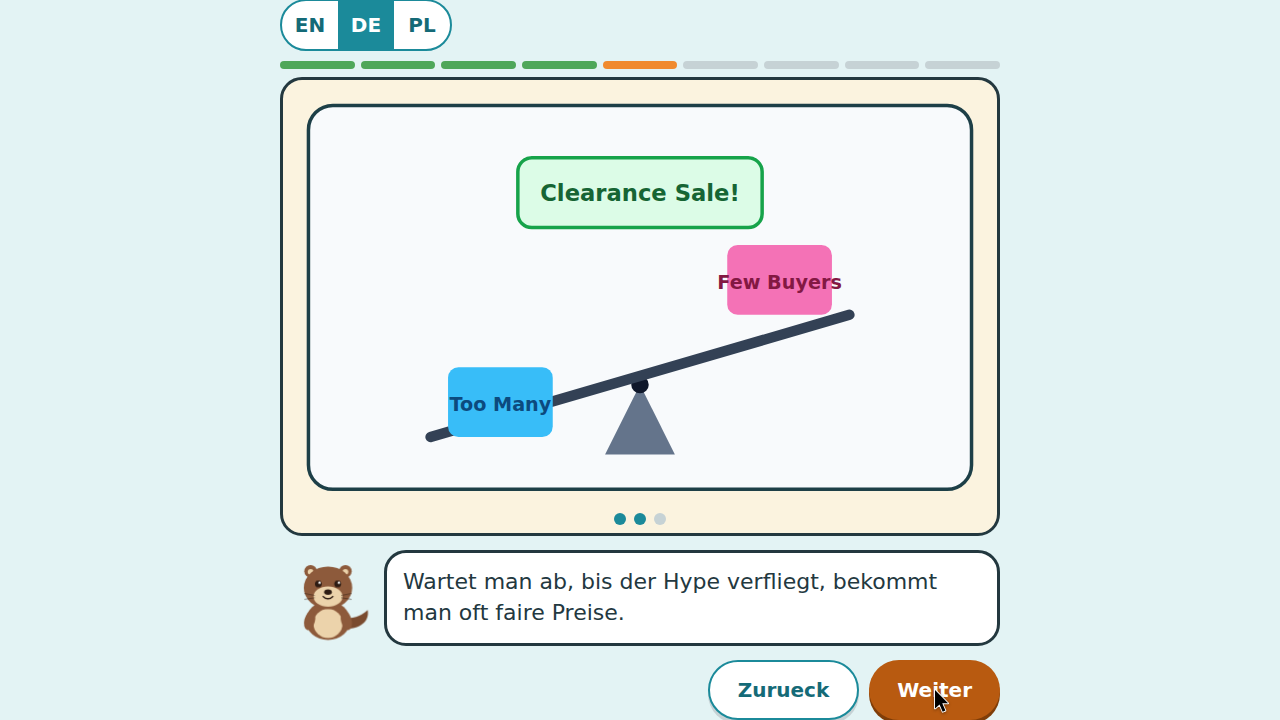 EN DE PL
Clearance Sale!
Few Buyers
Too Many
Wartet man ab, bis der Hype verfliegt, bekommt
man oft faire Preise.
Zurueck Weiter